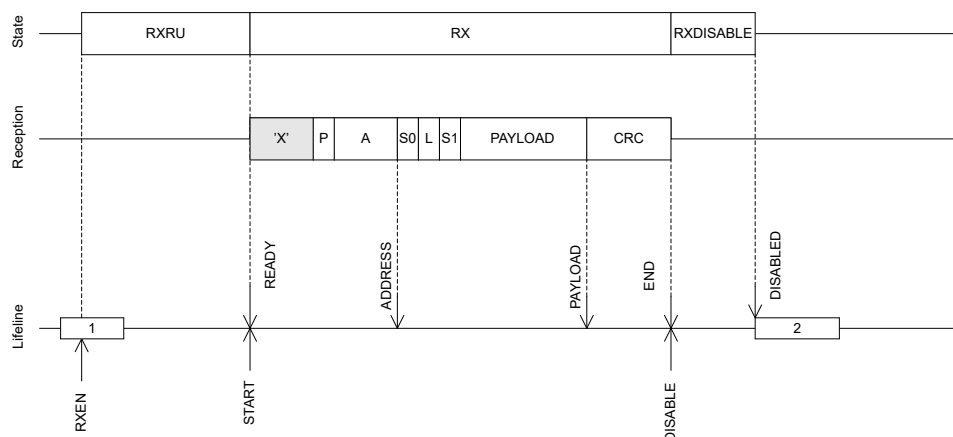 State
RXRU
RX
RXDISABLE
Reception
'X'
P
A
S0
L
S1
PAYLOAD
CRC
READY
ADDRESS
PAYLOAD
END
DISABLED
Lifeline
1
2
RXEN
START
DISABLE